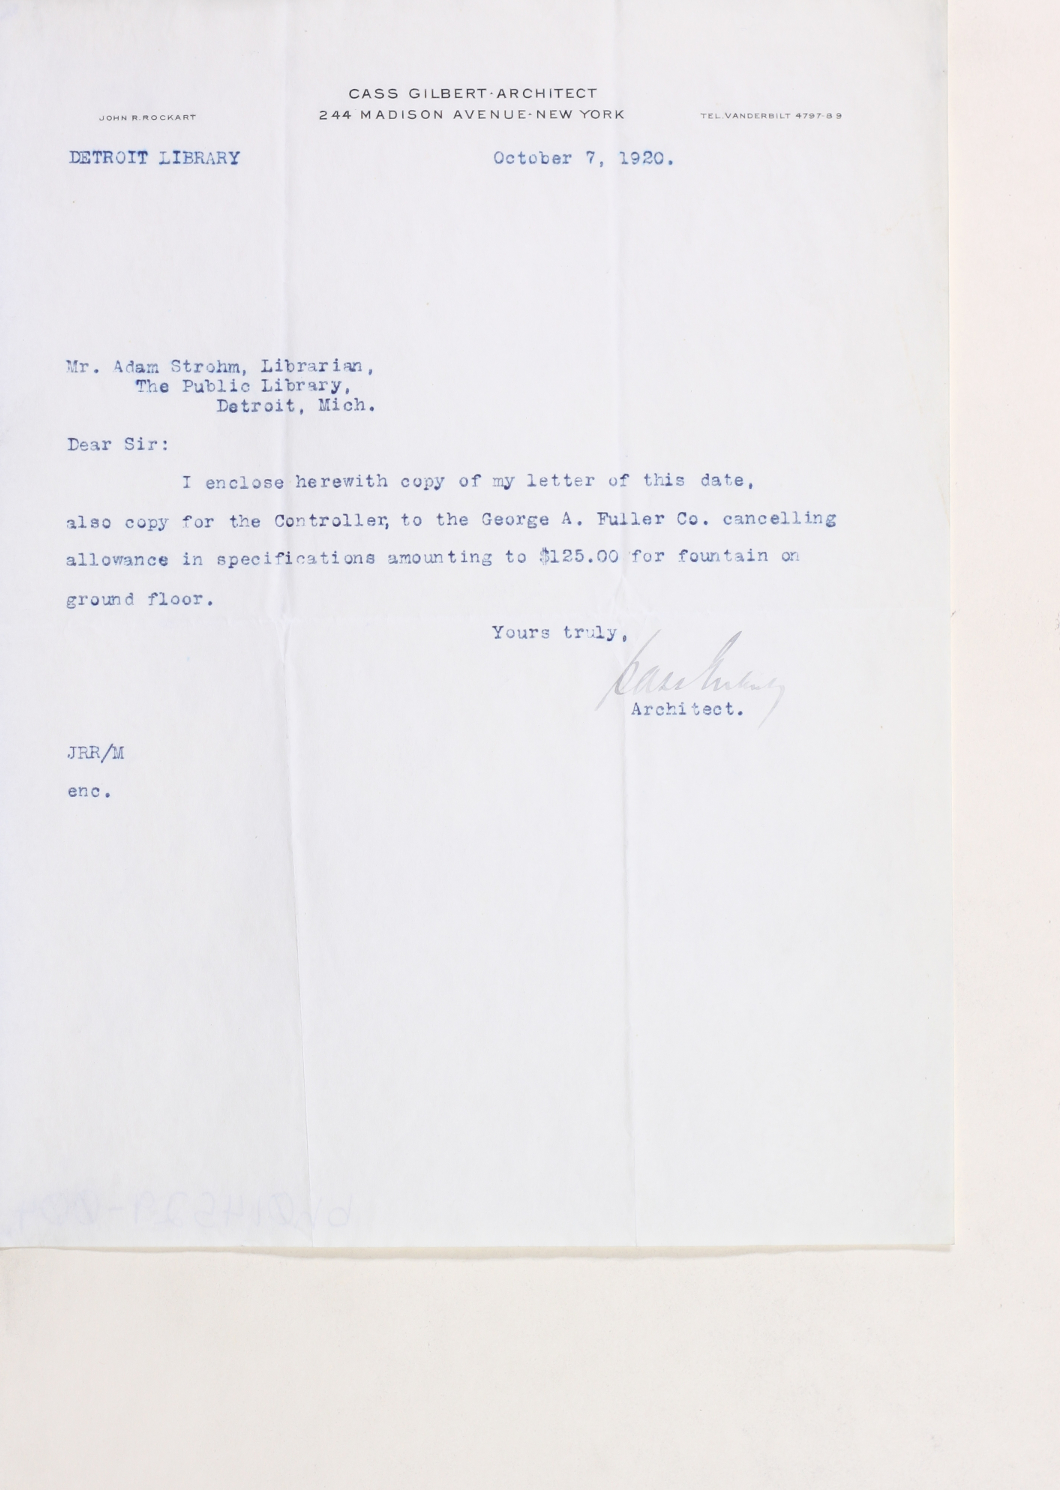 CASS GILBERT·ARCHITECT
244 MADISON AVENUE-NEW YORK
JOHN R. ROCKART
TEL. VANDERBILT 4797-89
DETROIT LIBRARY October 7, 1920.
Mr. Adam Strohm, Librarian,
The Public Library,
Detroit, Mich.
Dear Sir:
I enclose herewith copy of my letter of this date,
also copy for the Controller, to the George A. Fuller Co. cancelling
allowance in specifications amounting to $125.00 for fountain on
ground floor.
Yours truly,
Cass Gilbert
Architect.
JRR/M
enc.